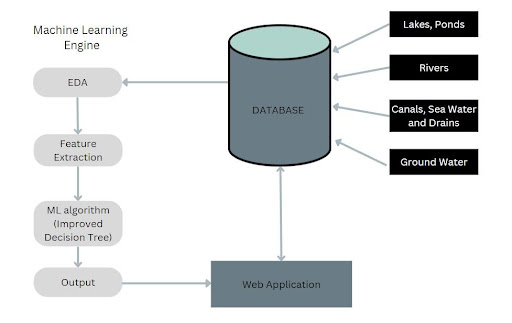 Machine Learning
Engine
EDA
Feature
Extraction
ML algorithm
(Improved
Decision Tree)
Output
DATABASE
Lakes, Ponds
Rivers
Canals, Sea Water
and Drains
Ground Water
Web Application